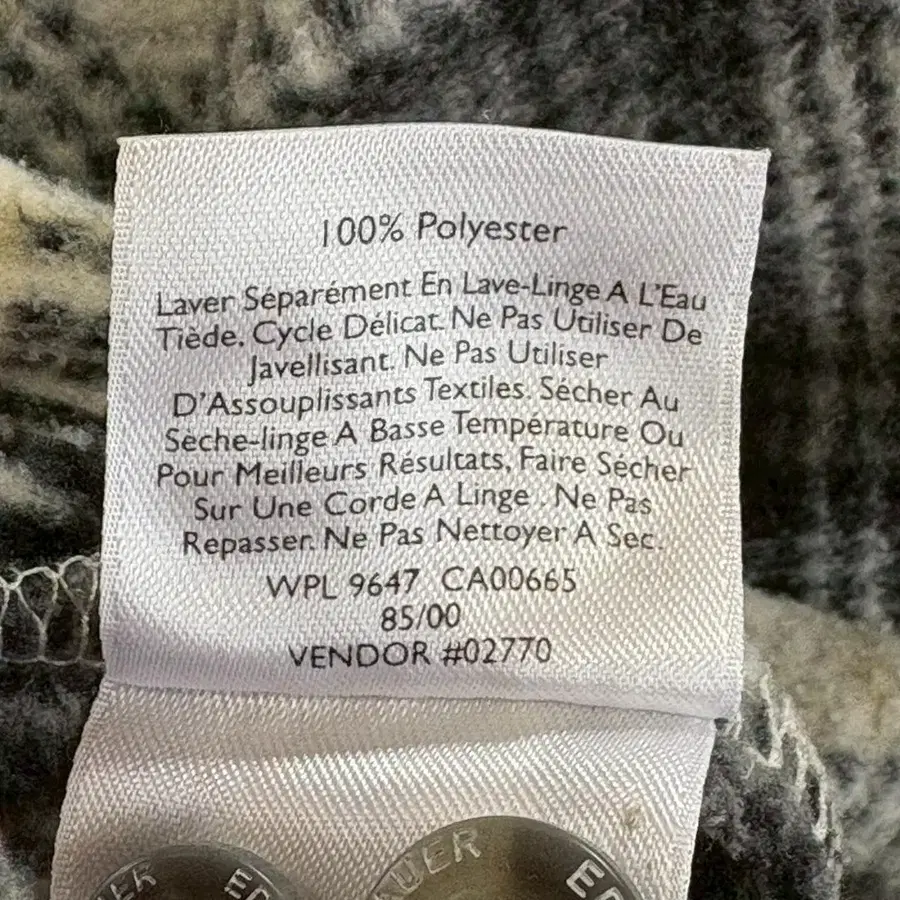 100% Polyester
Laver Séparément En Lave-Linge A L'Eau
Tiède. Cycle Délicat. Ne Pas Utiliser De
Javellisant. Ne Pas Utiliser
D'Assouplissants Textiles. Sécher Au
Sèche-linge A Basse Température Ou
Pour Meilleurs Résultats, Faire Sécher
Sur Une Corde A Linge . Ne Pas
Repasser. Ne Pas Nettoyer A Sec.
WPL 9647 CA00665
85/00
VENDOR #02770